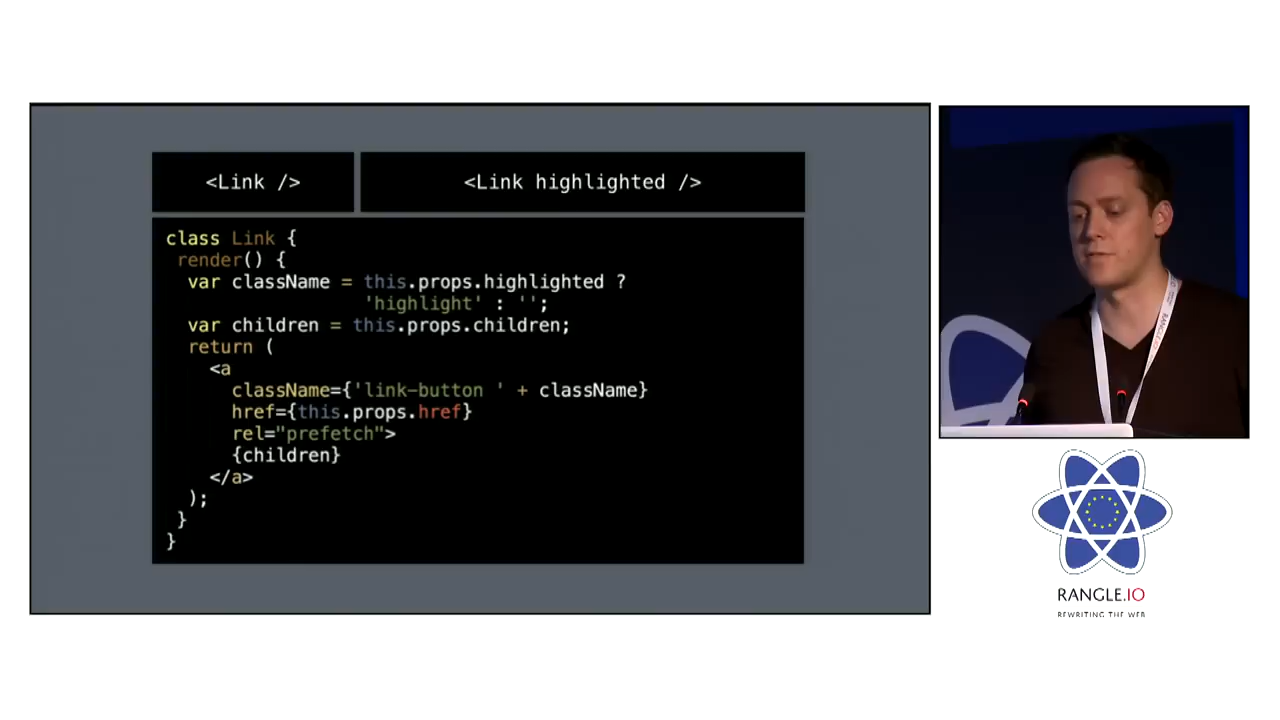 <Link />
<Link highlighted />
class Link {
render() {
var className = this.props.highlighted ?
'highlight' : '';
var children = this.props.children;
return (
<a
className={'link-button ' + className}
href={this.props.href}
rel="prefetch">
{children}
</a>
);
}
}
RANGLE.IO
REWRITING THE WEB